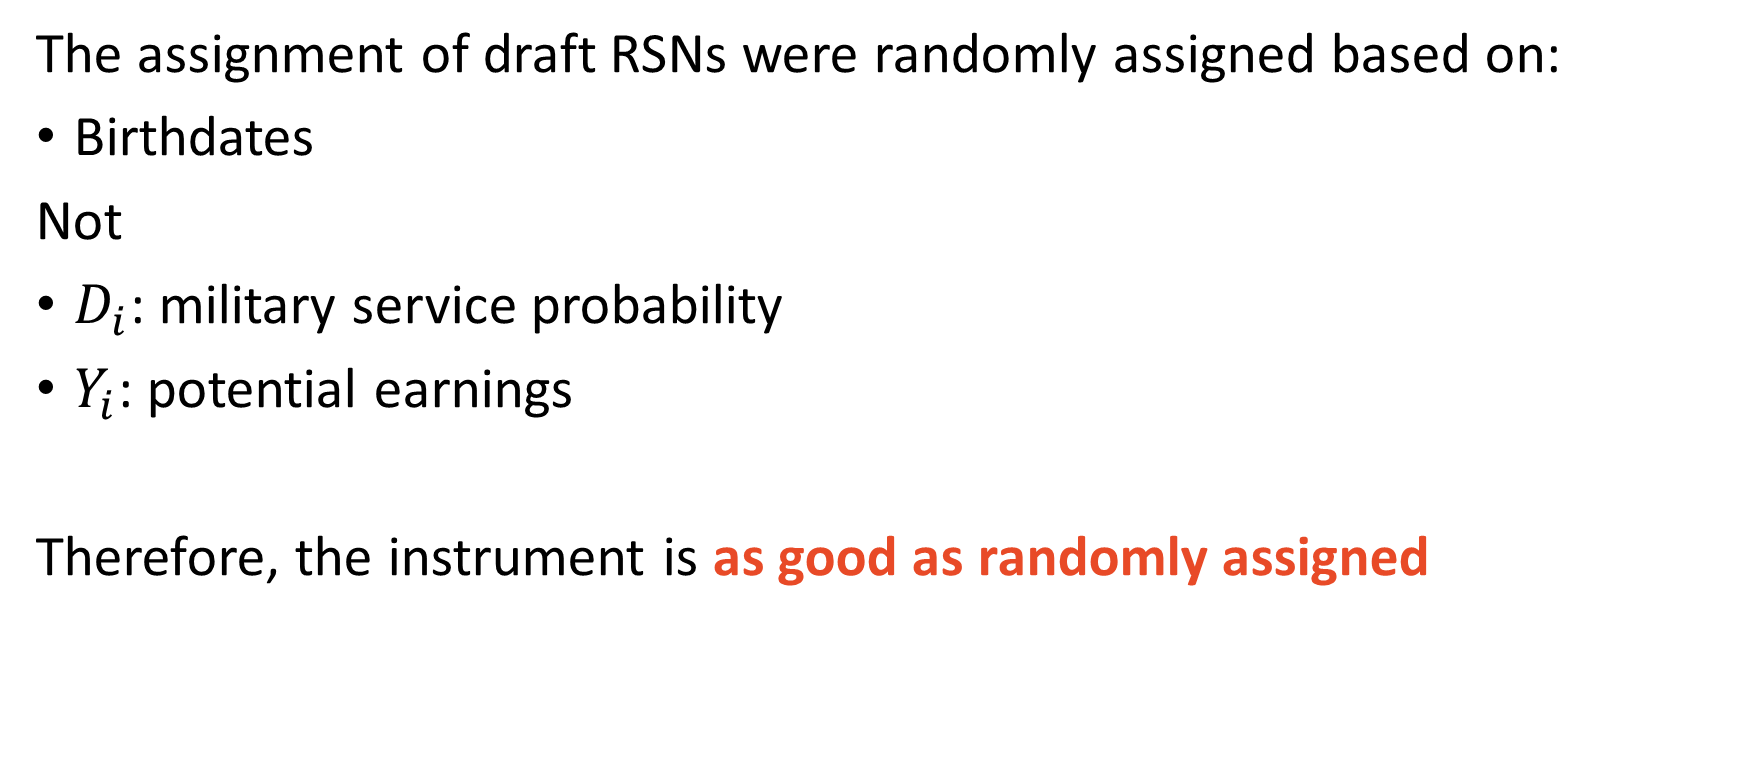 The assignment of draft RSNs were randomly assigned based on:
• Birthdates
Not
• Dᵢ: military service probability
• Yᵢ: potential earnings
Therefore, the instrument is as good as randomly assigned